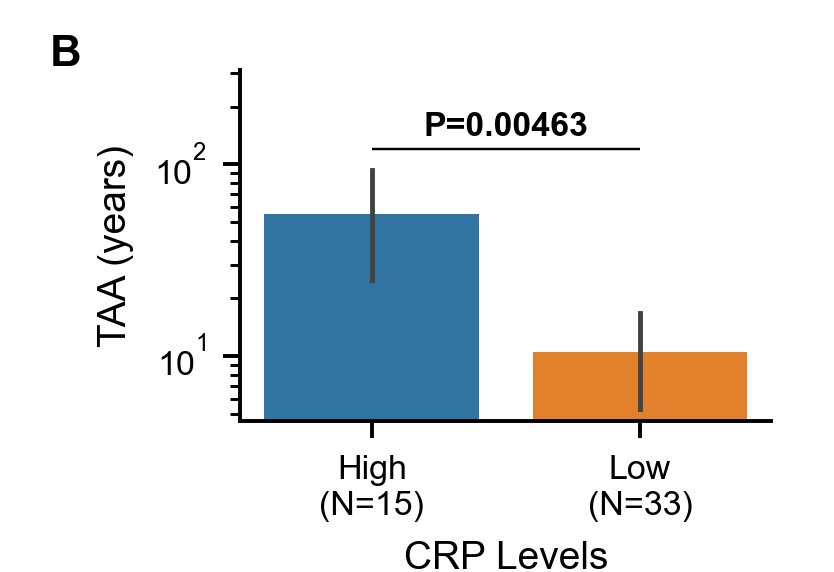 B
P=0.00463
TAA (years)
10²
10¹
High
(N=15)
Low
(N=33)
CRP Levels